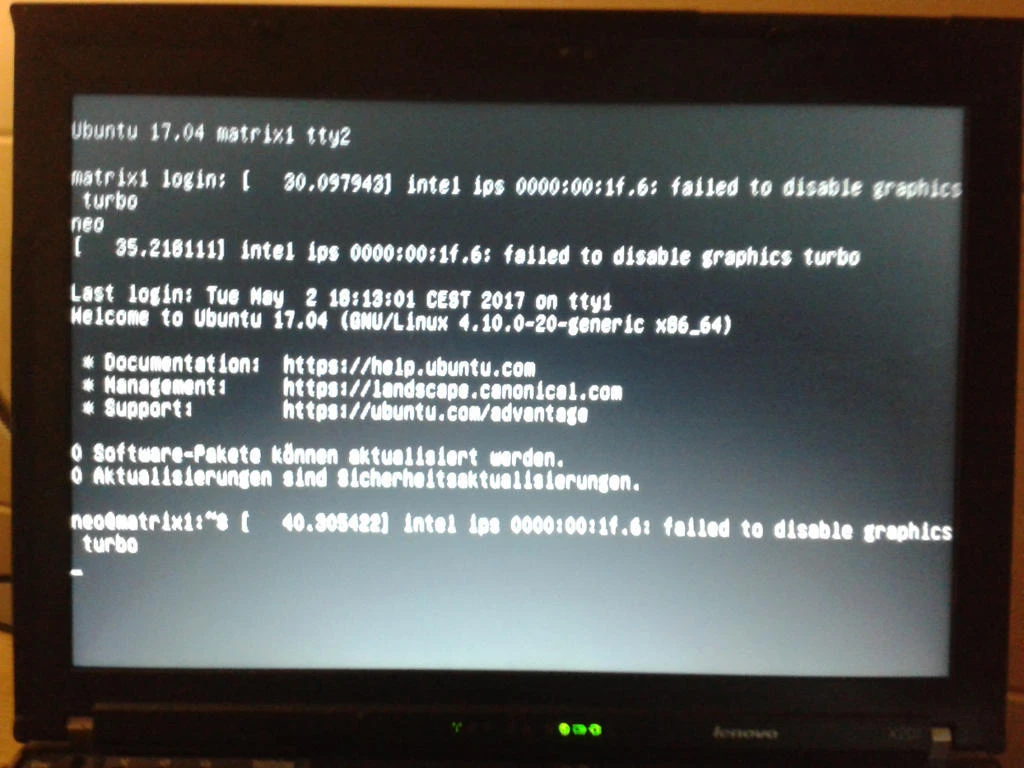 Ubuntu 17.04 matrix1 tty2
matrix1 login: [   30.097943] intel ips 0000:00:1f.6: failed to disable graphics
turbo
neo
[   35.218111] intel ips 0000:00:1f.6: failed to disable graphics turbo
Last login: Tue May  2 18:13:01 CEST 2017 on tty1
Welcome to Ubuntu 17.04 (GNU/Linux 4.10.0-20-generic x86_64)
* Documentation:  https://help.ubuntu.com
* Management:     https://landscape.canonical.com
* Support:        https://ubuntu.com/advantage
0 Software-Pakete können aktualisiert werden.
0 Aktualisierungen sind Sicherheitsaktualisierungen.
neo@matrix1:~$ [   40.305422] intel ips 0000:00:1f.6: failed to disable graphics
turbo
lenovo